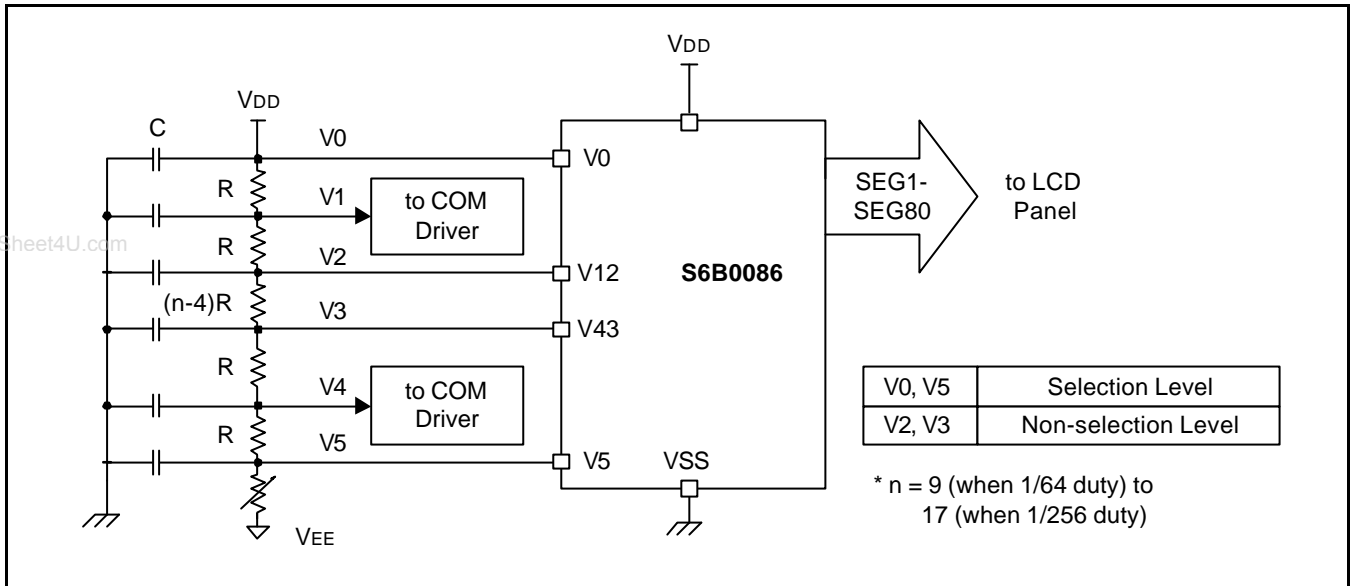 VDD
VDD
C
V0
V0
R
V1
to COM
Driver
SEG1-
SEG80
to LCD
Panel
Sheet4U.com
R
V2
V12
S6B0086
(n-4)R
V3
V43
R
V4
to COM
Driver
V0, V5 Selection Level
V2, V3 Non-selection Level
R
V5
V5
VSS
* n = 9 (when 1/64 duty) to
17 (when 1/256 duty)
VEE